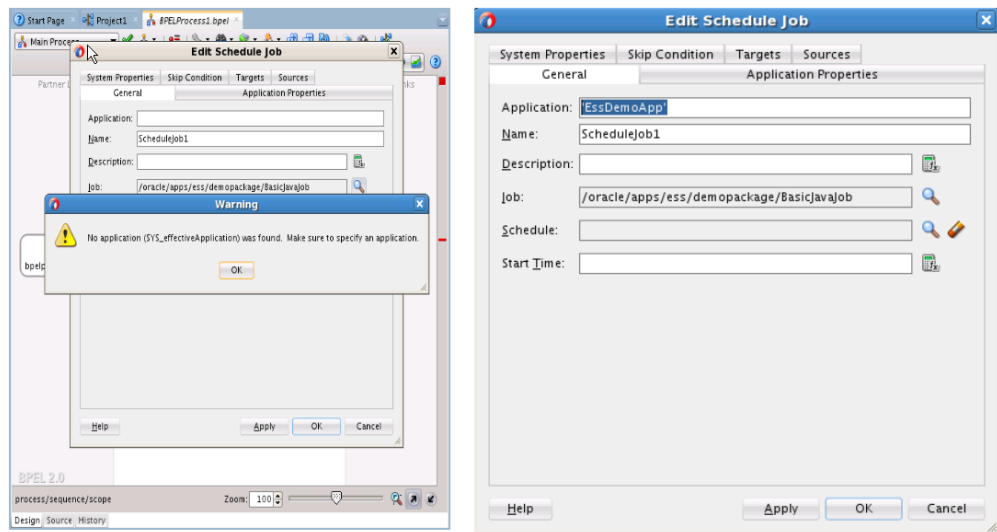 Start Page
Project1
BPELProcess1.bpel
Main Process
Edit Schedule Job
System Properties Skip Condition Targets Sources
General Application Properties
Application:
Name: ScheduleJob1
Description:
Job: /oracle/apps/ess/demopackage/BasicJavaJob
Warning
No application (SYS_effectiveApplication) was found. Make sure to specify an application.
OK
Help Apply OK Cancel
BPEL 2.0
process/sequence/scope Zoom: 100
Design Source History
Edit Schedule Job
System Properties Skip Condition Targets Sources
General Application Properties
Application: 'EssDemoApp'
Name: ScheduleJob1
Description:
Job: /oracle/apps/ess/demopackage/BasicJavaJob
Schedule:
Start Time:
Help Apply OK Cancel